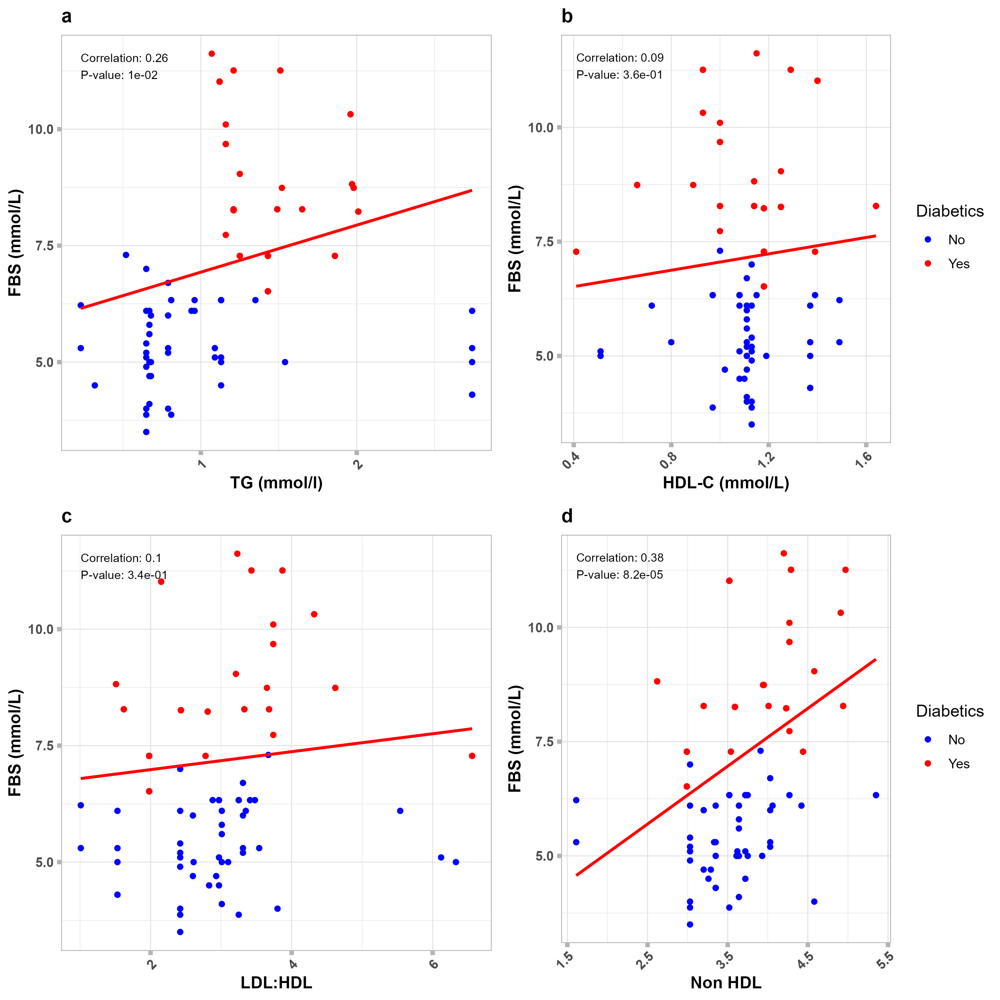 a
Correlation: 0.26
P-value: 1e-02
10.0
7.5
5.0
FBS (mmol/L)
1
2
TG (mmol/l)
b
Correlation: 0.09
P-value: 3.6e-01
10.0
7.5
5.0
FBS (mmol/L)
0.4
0.8
1.2
1.6
HDL-C (mmol/L)
Diabetics
No
Yes
c
Correlation: 0.1
P-value: 3.4e-01
10.0
7.5
5.0
FBS (mmol/L)
2
4
6
LDL:HDL
d
Correlation: 0.38
P-value: 8.2e-05
10.0
7.5
5.0
FBS (mmol/L)
1.5
2.5
3.5
4.5
5.5
Non HDL
Diabetics
No
Yes